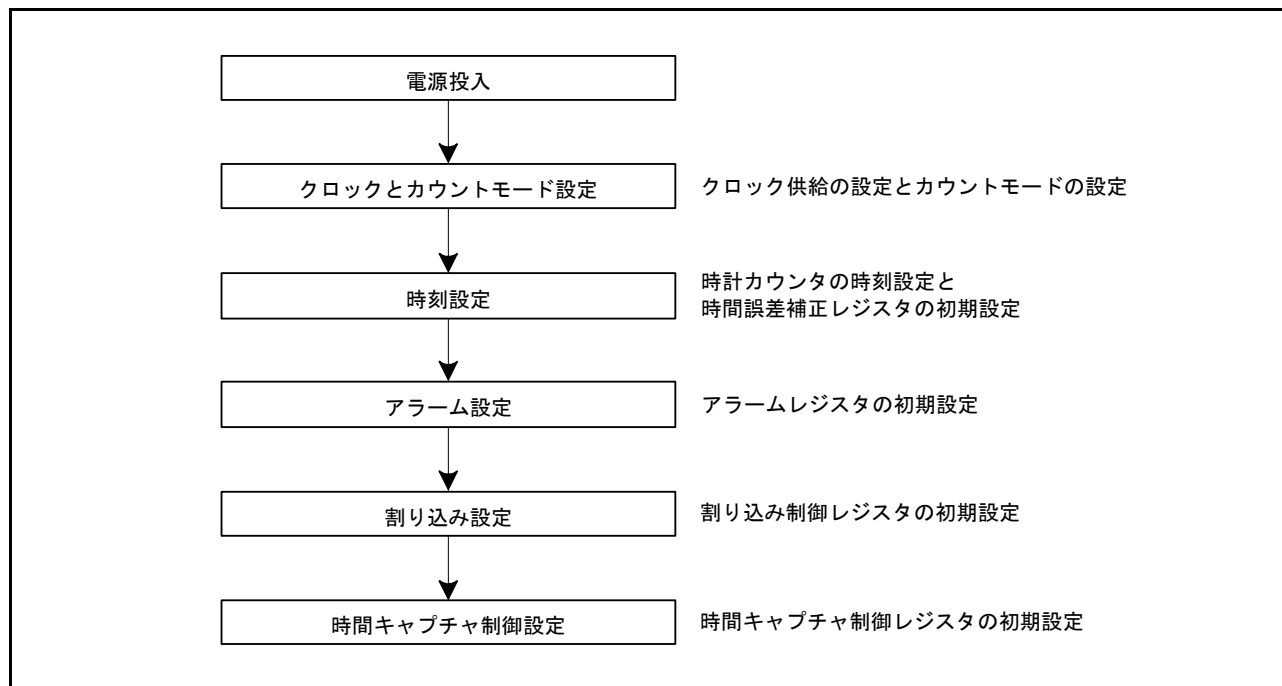 電源投入
クロックとカウントモード設定
クロック供給の設定とカウントモードの設定
時刻設定
時計カウンタの時刻設定と
時間誤差補正レジスタの初期設定
アラーム設定
アラームレジスタの初期設定
割り込み設定
割り込み制御レジスタの初期設定
時間キャプチャ制御設定
時間キャプチャ制御レジスタの初期設定